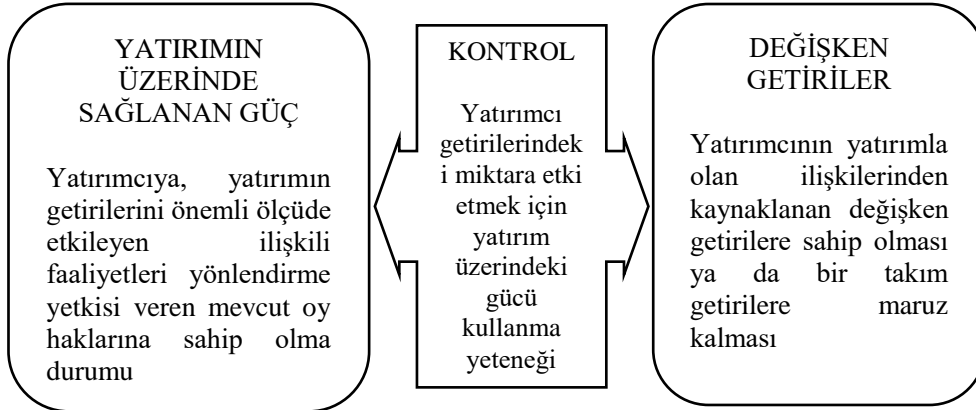 YATIRIMIN
ÜZERİNDE
SAĞLANAN GÜÇ
Yatırımcıya, yatırımın
getirilerini önemli ölçüde
etkileyen ilişkili
faaliyetleri yönlendirme
yetkisi veren mevcut oy
haklarına sahip olma
durumu
KONTROL
Yatırımcı
getirilerindek
i miktara etki
etmek için
yatırım
üzerindeki
gücü
kullanma
yeteneği
DEĞİŞKEN
GETİRİLER
Yatırımcının yatırımla
olan ilişkilerinden
kaynaklanan değişken
getirilere sahip olması
ya da bir takım
getirilere maruz
kalması